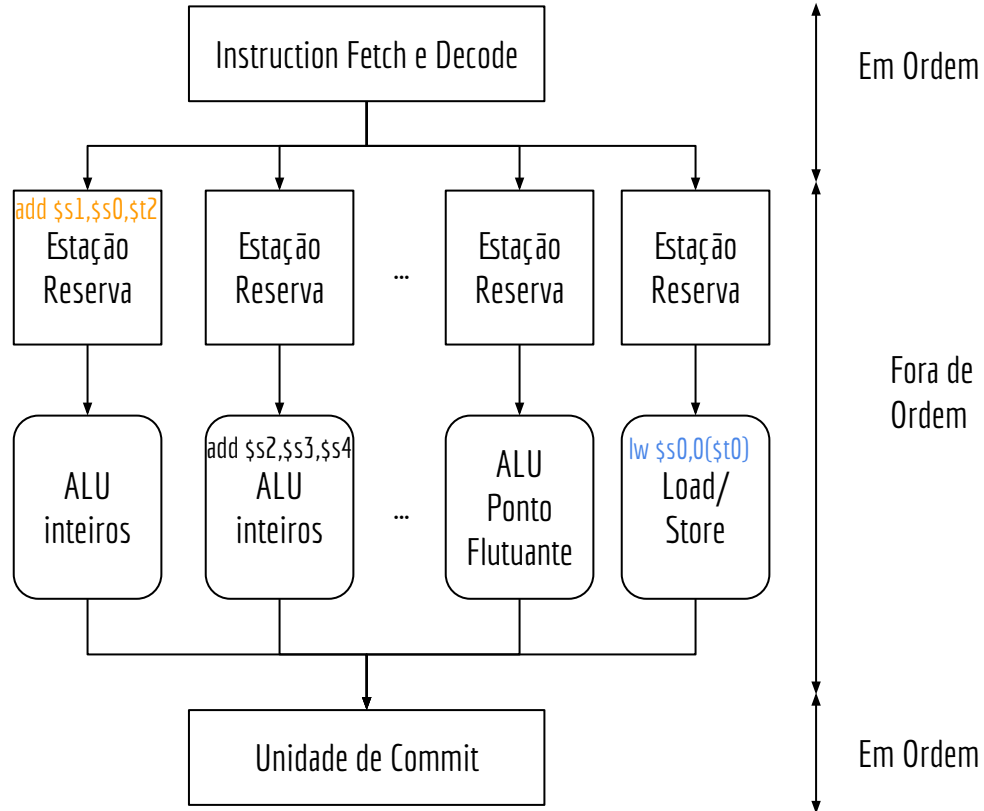 Instruction Fetch e Decode
Em Ordem
add $s1,$s0,$t2
Estação
Reserva
Estação
Reserva
...
Estação
Reserva
Estação
Reserva
Fora de
Ordem
ALU
inteiros
add $s2,$s3,$s4
ALU
inteiros
...
ALU
Ponto
Flutuante
lw $s0,0($t0)
Load/
Store
Unidade de Commit
Em Ordem